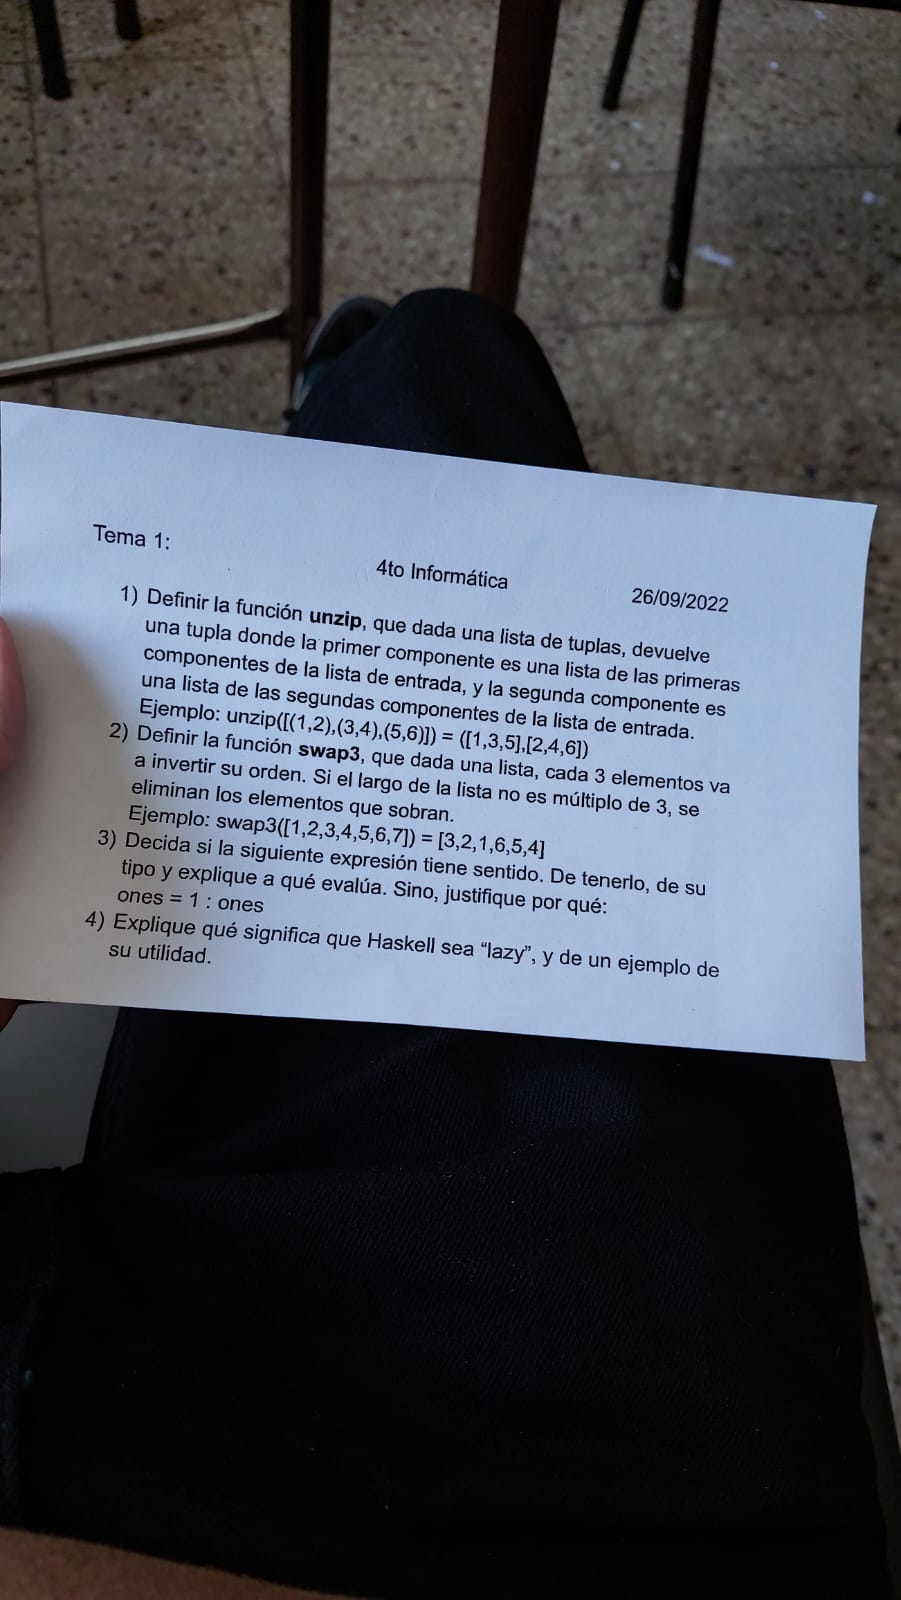 Tema 1:
4to Informática
26/09/2022
1) Definir la función unzip, que dada una lista de tuplas, devuelve
una tupla donde la primer componente es una lista de las primeras
componentes de la lista de entrada, y la segunda componente es
una lista de las segundas componentes de la lista de entrada.
Ejemplo: unzip([(1,2),(3,4),(5,6)]) = ([1,3,5],[2,4,6])
2) Definir la función swap3, que dada una lista, cada 3 elementos va
a invertir su orden. Si el largo de la lista no es múltiplo de 3, se
eliminan los elementos que sobran.
Ejemplo: swap3([1,2,3,4,5,6,7]) = [3,2,1,6,5,4]
3) Decida si la siguiente expresión tiene sentido. De tenerlo, de su
tipo y explique a qué evalúa. Sino, justifique por qué:
ones = 1 : ones
4) Explique qué significa que Haskell sea “lazy”, y de un ejemplo de
su utilidad.